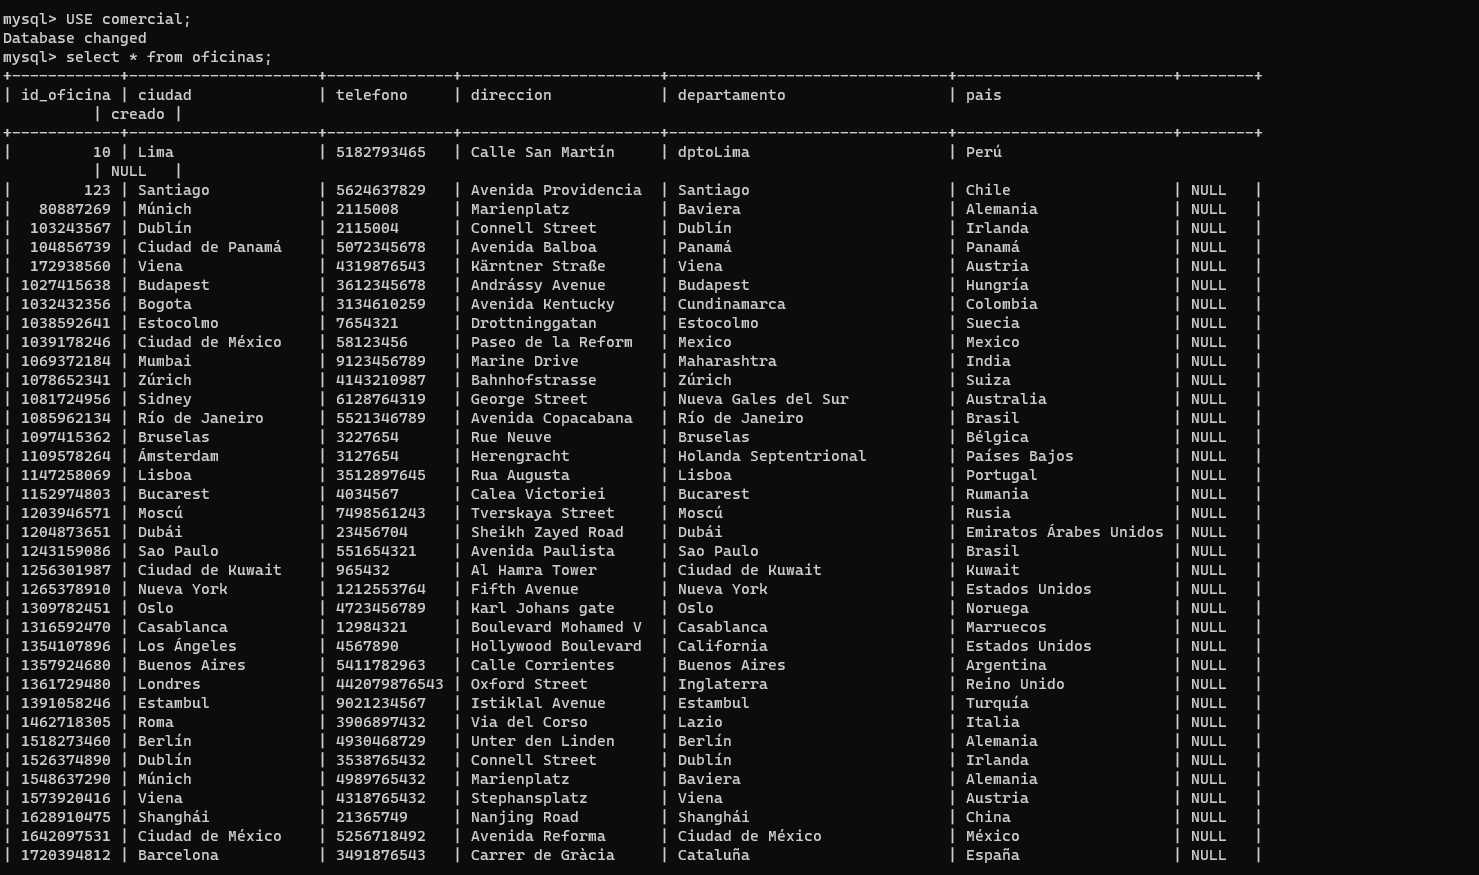 mysql> USE comercial;
Database changed
mysql> select * from oficinas;
+------------+---------------------+--------------+----------------------+-------------------------------+------------------------+--------+
| id_oficina | ciudad              | telefono     | direccion            | departamento                  | pais
          | creado |
+------------+---------------------+--------------+----------------------+-------------------------------+------------------------+--------+
|         10 | Lima                | 5182793465   | Calle San Martín     | dptoLima                      | Perú
          | NULL   |
|        123 | Santiago            | 5624637829   | Avenida Providencia  | Santiago                      | Chile                  | NULL   |
|   80887269 | Múnich              | 2115008      | Marienplatz          | Baviera                       | Alemania               | NULL   |
|  103243567 | Dublín              | 2115004      | Connell Street       | Dublín                        | Irlanda                | NULL   |
|  104856739 | Ciudad de Panamá    | 5072345678   | Avenida Balboa       | Panamá                        | Panamá                 | NULL   |
|  172938560 | Viena               | 4319876543   | Kärntner Straße      | Viena                         | Austria                | NULL   |
| 1027415638 | Budapest            | 3612345678   | Andrássy Avenue      | Budapest                      | Hungría                | NULL   |
| 1032432356 | Bogota              | 3134610259   | Avenida Kentucky     | Cundinamarca                  | Colombia               | NULL   |
| 1038592641 | Estocolmo           | 7654321      | Drottninggatan       | Estocolmo                     | Suecia                 | NULL   |
| 1039178246 | Ciudad de México    | 58123456     | Paseo de la Reform   | Mexico                        | Mexico                 | NULL   |
| 1069372184 | Mumbai              | 9123456789   | Marine Drive         | Maharashtra                   | India                  | NULL   |
| 1078652341 | Zúrich              | 4143210987   | Bahnhofstrasse       | Zúrich                        | Suiza                  | NULL   |
| 1081724956 | Sidney              | 6128764319   | George Street        | Nueva Gales del Sur           | Australia              | NULL   |
| 1085962134 | Río de Janeiro      | 5521346789   | Avenida Copacabana   | Río de Janeiro                | Brasil                 | NULL   |
| 1097415362 | Bruselas            | 3227654      | Rue Neuve            | Bruselas                      | Bélgica                | NULL   |
| 1109578264 | Ámsterdam           | 3127654      | Herengracht          | Holanda Septentrional         | Países Bajos           | NULL   |
| 1147258069 | Lisboa              | 3512897645   | Rua Augusta          | Lisboa                        | Portugal               | NULL   |
| 1152974803 | Bucarest            | 4034567      | Calea Victoriei      | Bucarest                      | Rumania                | NULL   |
| 1203946571 | Moscú               | 7498561243   | Tverskaya Street     | Moscú                         | Rusia                  | NULL   |
| 1204873651 | Dubái               | 23456704     | Sheikh Zayed Road    | Dubái                         | Emiratos Árabes Unidos | NULL   |
| 1243159086 | Sao Paulo           | 551654321    | Avenida Paulista     | Sao Paulo                     | Brasil                 | NULL   |
| 1256301987 | Ciudad de Kuwait    | 965432       | Al Hamra Tower       | Ciudad de Kuwait              | Kuwait                 | NULL   |
| 1265378910 | Nueva York          | 1212553764   | Fifth Avenue         | Nueva York                    | Estados Unidos         | NULL   |
| 1309782451 | Oslo                | 4723456789   | Karl Johans gate     | Oslo                          | Noruega                | NULL   |
| 1316592470 | Casablanca          | 12984321     | Boulevard Mohamed V  | Casablanca                    | Marruecos              | NULL   |
| 1354107896 | Los Ángeles         | 4567890      | Hollywood Boulevard  | California                    | Estados Unidos         | NULL   |
| 1357924680 | Buenos Aires        | 5411782963   | Calle Corrientes     | Buenos Aires                  | Argentina              | NULL   |
| 1361729480 | Londres             | 442079876543 | Oxford Street        | Inglaterra                    | Reino Unido            | NULL   |
| 1391058246 | Estambul            | 9021234567   | Istiklal Avenue      | Estambul                      | Turquía                | NULL   |
| 1462718305 | Roma                | 3906897432   | Via del Corso        | Lazio                         | Italia                 | NULL   |
| 1518273460 | Berlín              | 4930468729   | Unter den Linden     | Berlín                        | Alemania               | NULL   |
| 1526374890 | Dublín              | 3538765432   | Connell Street       | Dublín                        | Irlanda                | NULL   |
| 1548637290 | Múnich              | 4989765432   | Marienplatz          | Baviera                       | Alemania               | NULL   |
| 1573920416 | Viena               | 4318765432   | Stephansplatz        | Viena                         | Austria                | NULL   |
| 1628910475 | Shanghái            | 21365749     | Nanjing Road         | Shanghái                      | China                  | NULL   |
| 1642097531 | Ciudad de México    | 5256718492   | Avenida Reforma      | Ciudad de México              | México                 | NULL   |
| 1720394812 | Barcelona           | 3491876543   | Carrer de Gràcia     | Cataluña                      | España                 | NULL   |